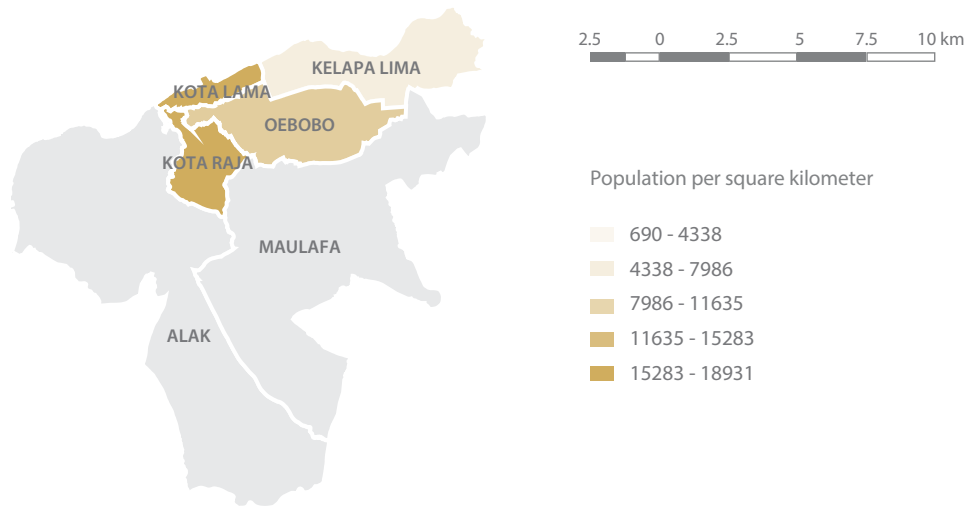 2.5 0 2.5 5 7.5 10 km
KELAPA LIMA
KOTA LAMA
OEBOBO
KOTA RAJA
MAULAFA
ALAK
Population per square kilometer
690 - 4338
4338 - 7986
7986 - 11635
11635 - 15283
15283 - 18931